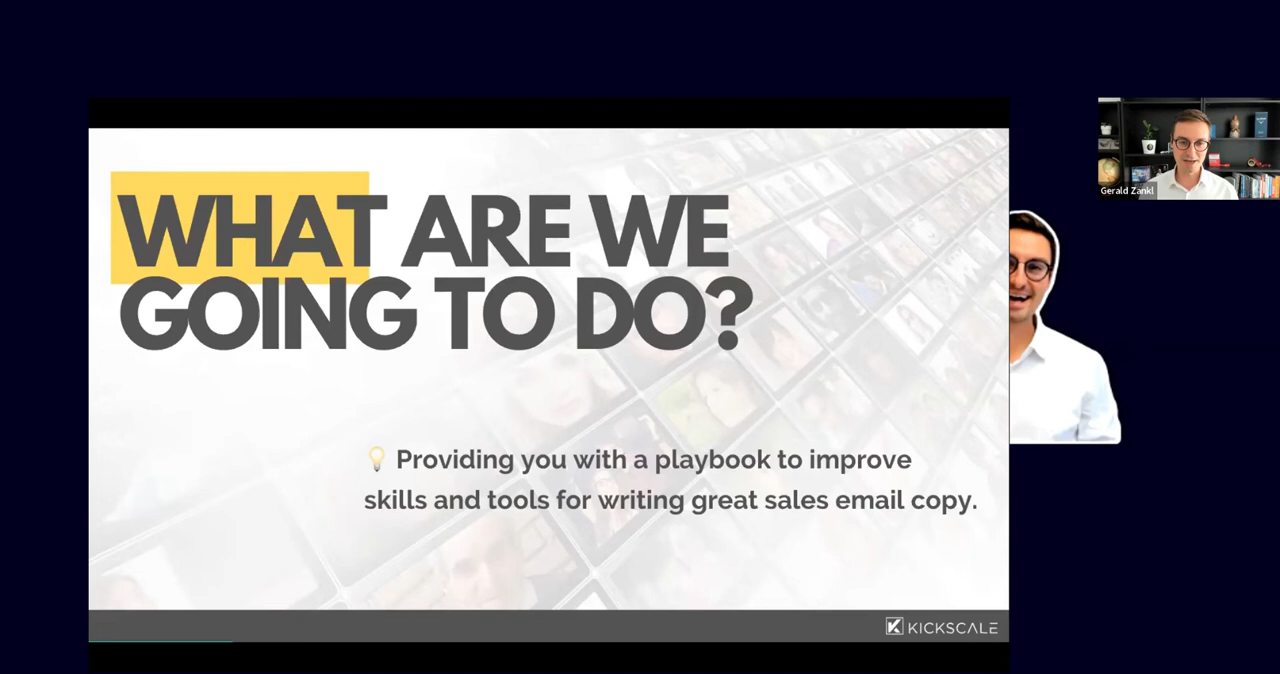 WHAT ARE WE
GOING TO DO?
💡 Providing you with a playbook to improve
skills and tools for writing great sales email copy.
KICKSCALE
Gerald Zankl